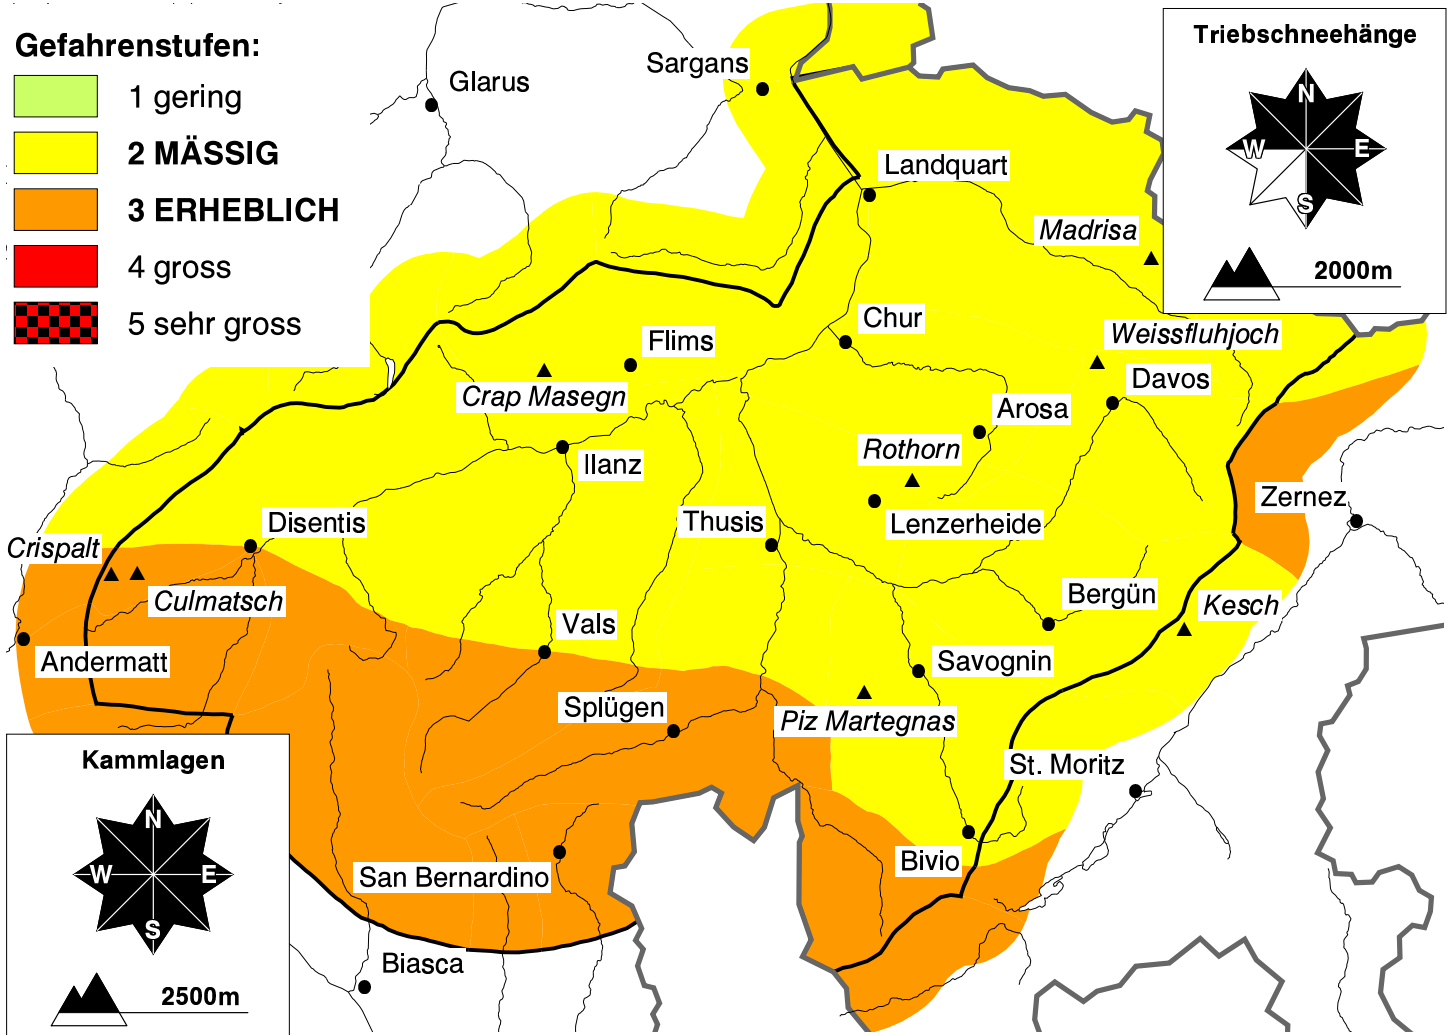 Gefahrenstufen:
1 gering
2 MÄSSIG
3 ERHEBLICH
4 gross
5 sehr gross
Glarus
Sargans
Triebschneehänge
N
W E
S
2000m
Landquart
Madrisa
Chur
Weissfluhjoch
Flims
Davos
Crap Masegn
Arosa
Rothorn
Ilanz
Zernez
Disentis
Thusis
Lenzerheide
Crispalt
Culmatsch
Bergün
Kesch
Vals
Andermatt
Savognin
Splügen
Piz Martegnas
Kammlagen
St. Moritz
N
W E
S
2500m
Bivio
San Bernardino
Biasca